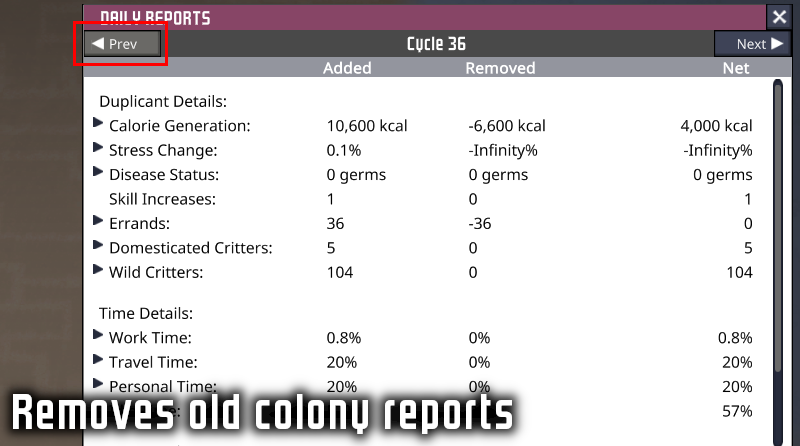 DAILY REPORTS
Prev Cycle 36 Next
Added Removed Net
Duplicant Details:
Calorie Generation: 10,600 kcal -6,600 kcal 4,000 kcal
Stress Change: 0.1% -Infinity% -Infinity%
Disease Status: 0 germs 0 germs 0 germs
Skill Increases: 1 0 1
Errands: 36 -36 0
Domesticated Critters: 5 0 5
Wild Critters: 104 0 104
Time Details:
Work Time: 0.8% 0% 0.8%
Travel Time: 20% 0% 20%
Personal Time: 20% 0% 20%
57%
Removes old colony reports